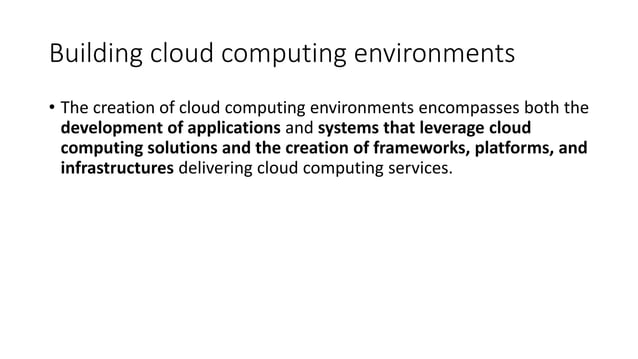 Building cloud computing environments
• The creation of cloud computing environments encompasses both the
development of applications and systems that leverage cloud
computing solutions and the creation of frameworks, platforms, and
infrastructures delivering cloud computing services.